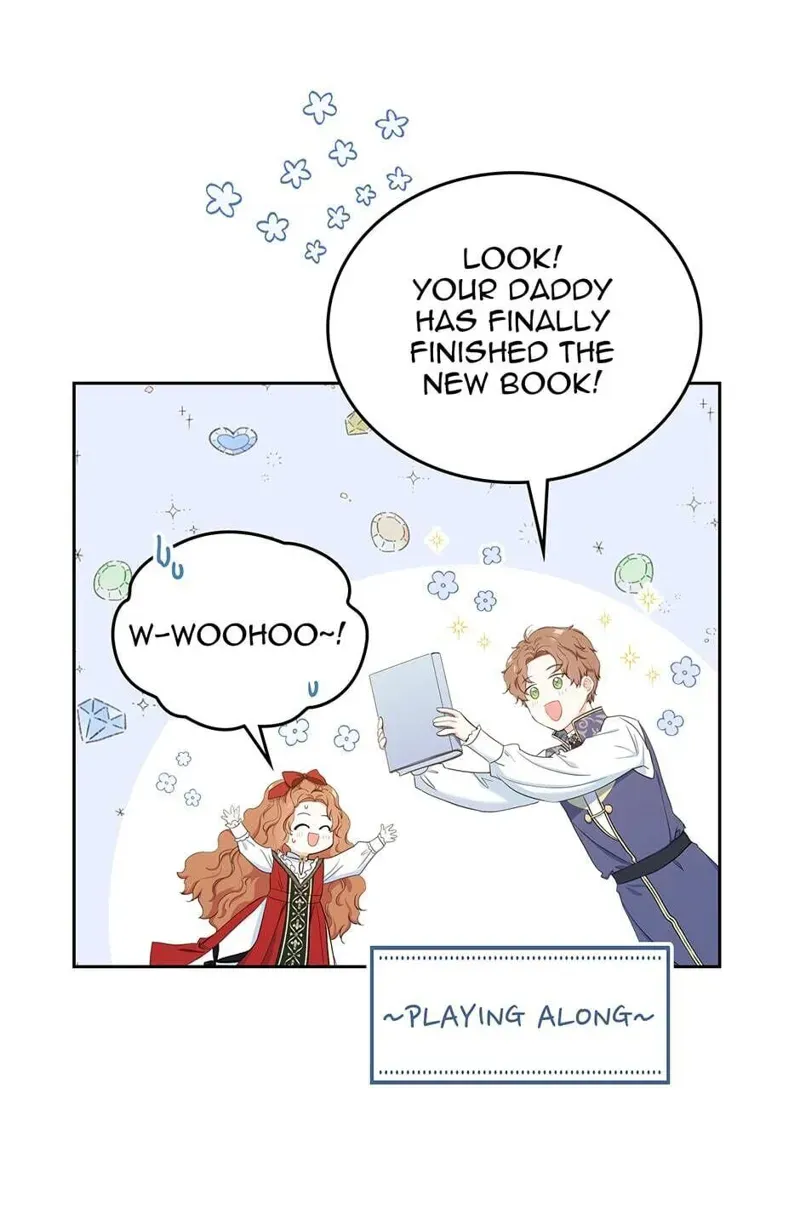 LOOK!
YOUR DADDY
HAS FINALLY
FINISHED THE
NEW BOOK!
W-WOOHOO~!
~PLAYING ALONG~